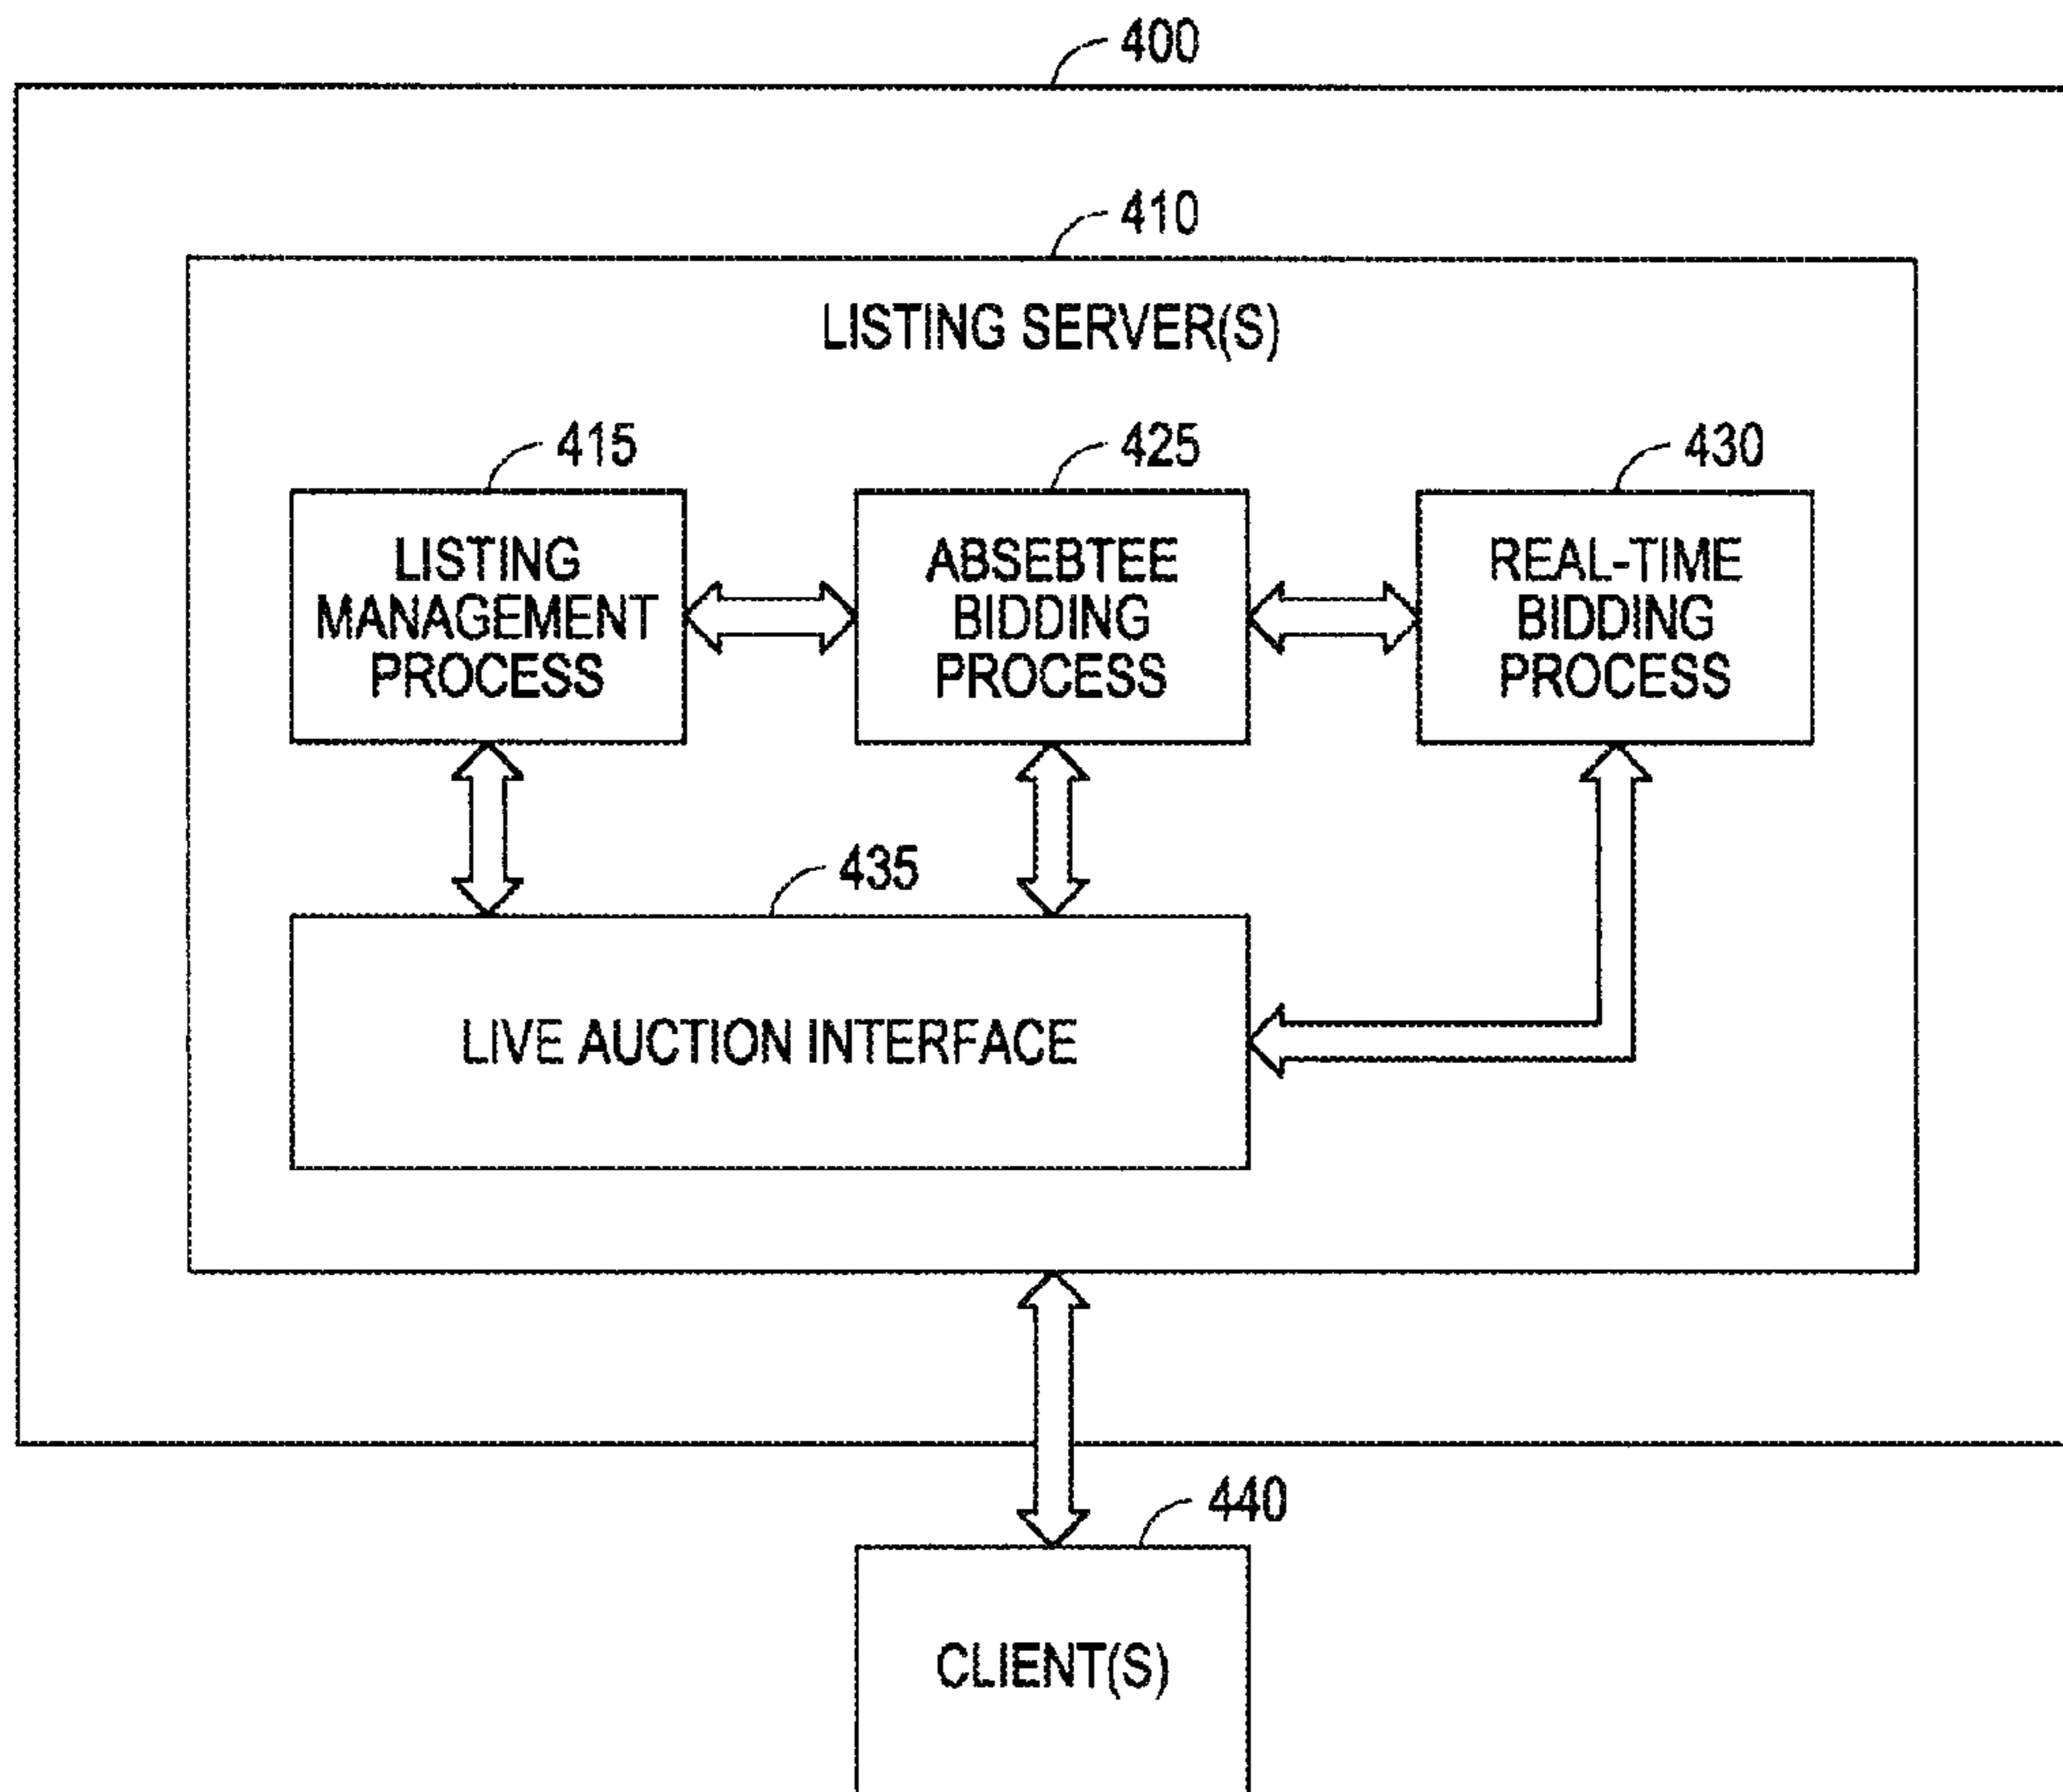 400
410
LISTING SERVER(S)
415
425
430
LISTING
MANAGEMENT
PROCESS
ABSEBTEE
BIDDING
PROCESS
REAL-TIME
BIDDING
PROCESS
435
LIVE AUCTION INTERFACE
440
CLIENT(S)